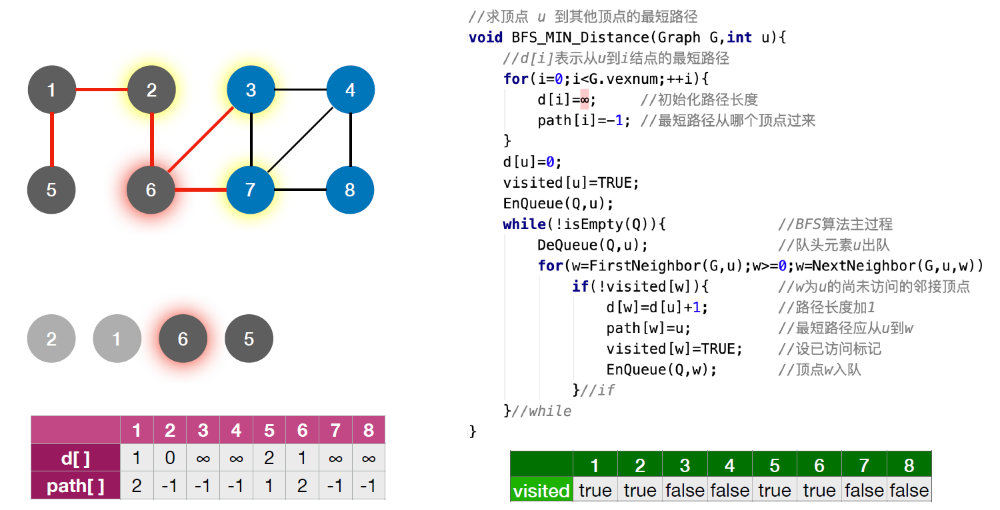 1 2 3 4
5 6 7 8
2 1 6 5
1 2 3 4 5 6 7 8
d[ ] 1 0 ∞ ∞ 2 1 ∞ ∞
path[ ] 2 -1 -1 -1 1 2 -1 -1
//求顶点 u 到其他顶点的最短路径
void BFS_MIN_Distance(Graph G,int u){
//d[i]表示从u到i结点的最短路径
for(i=0;i<G.vexnum;++i){
d[i]=∞; //初始化路径长度
path[i]=-1; //最短路径从哪个顶点过来
}
d[u]=0;
visited[u]=TRUE;
EnQueue(Q,u);
while(!isEmpty(Q)){ //BFS算法主过程
DeQueue(Q,u); //队头元素u出队
for(w=FirstNeighbor(G,u);w>=0;w=NextNeighbor(G,u,w))
if(!visited[w]){ //w为u的尚未访问的邻接顶点
d[w]=d[u]+1; //路径长度加1
path[w]=u; //最短路径应从u到w
visited[w]=TRUE; //设已访问标记
EnQueue(Q,w); //顶点w入队
}//if
}//while
}
1 2 3 4 5 6 7 8
visited true true false false true true false false